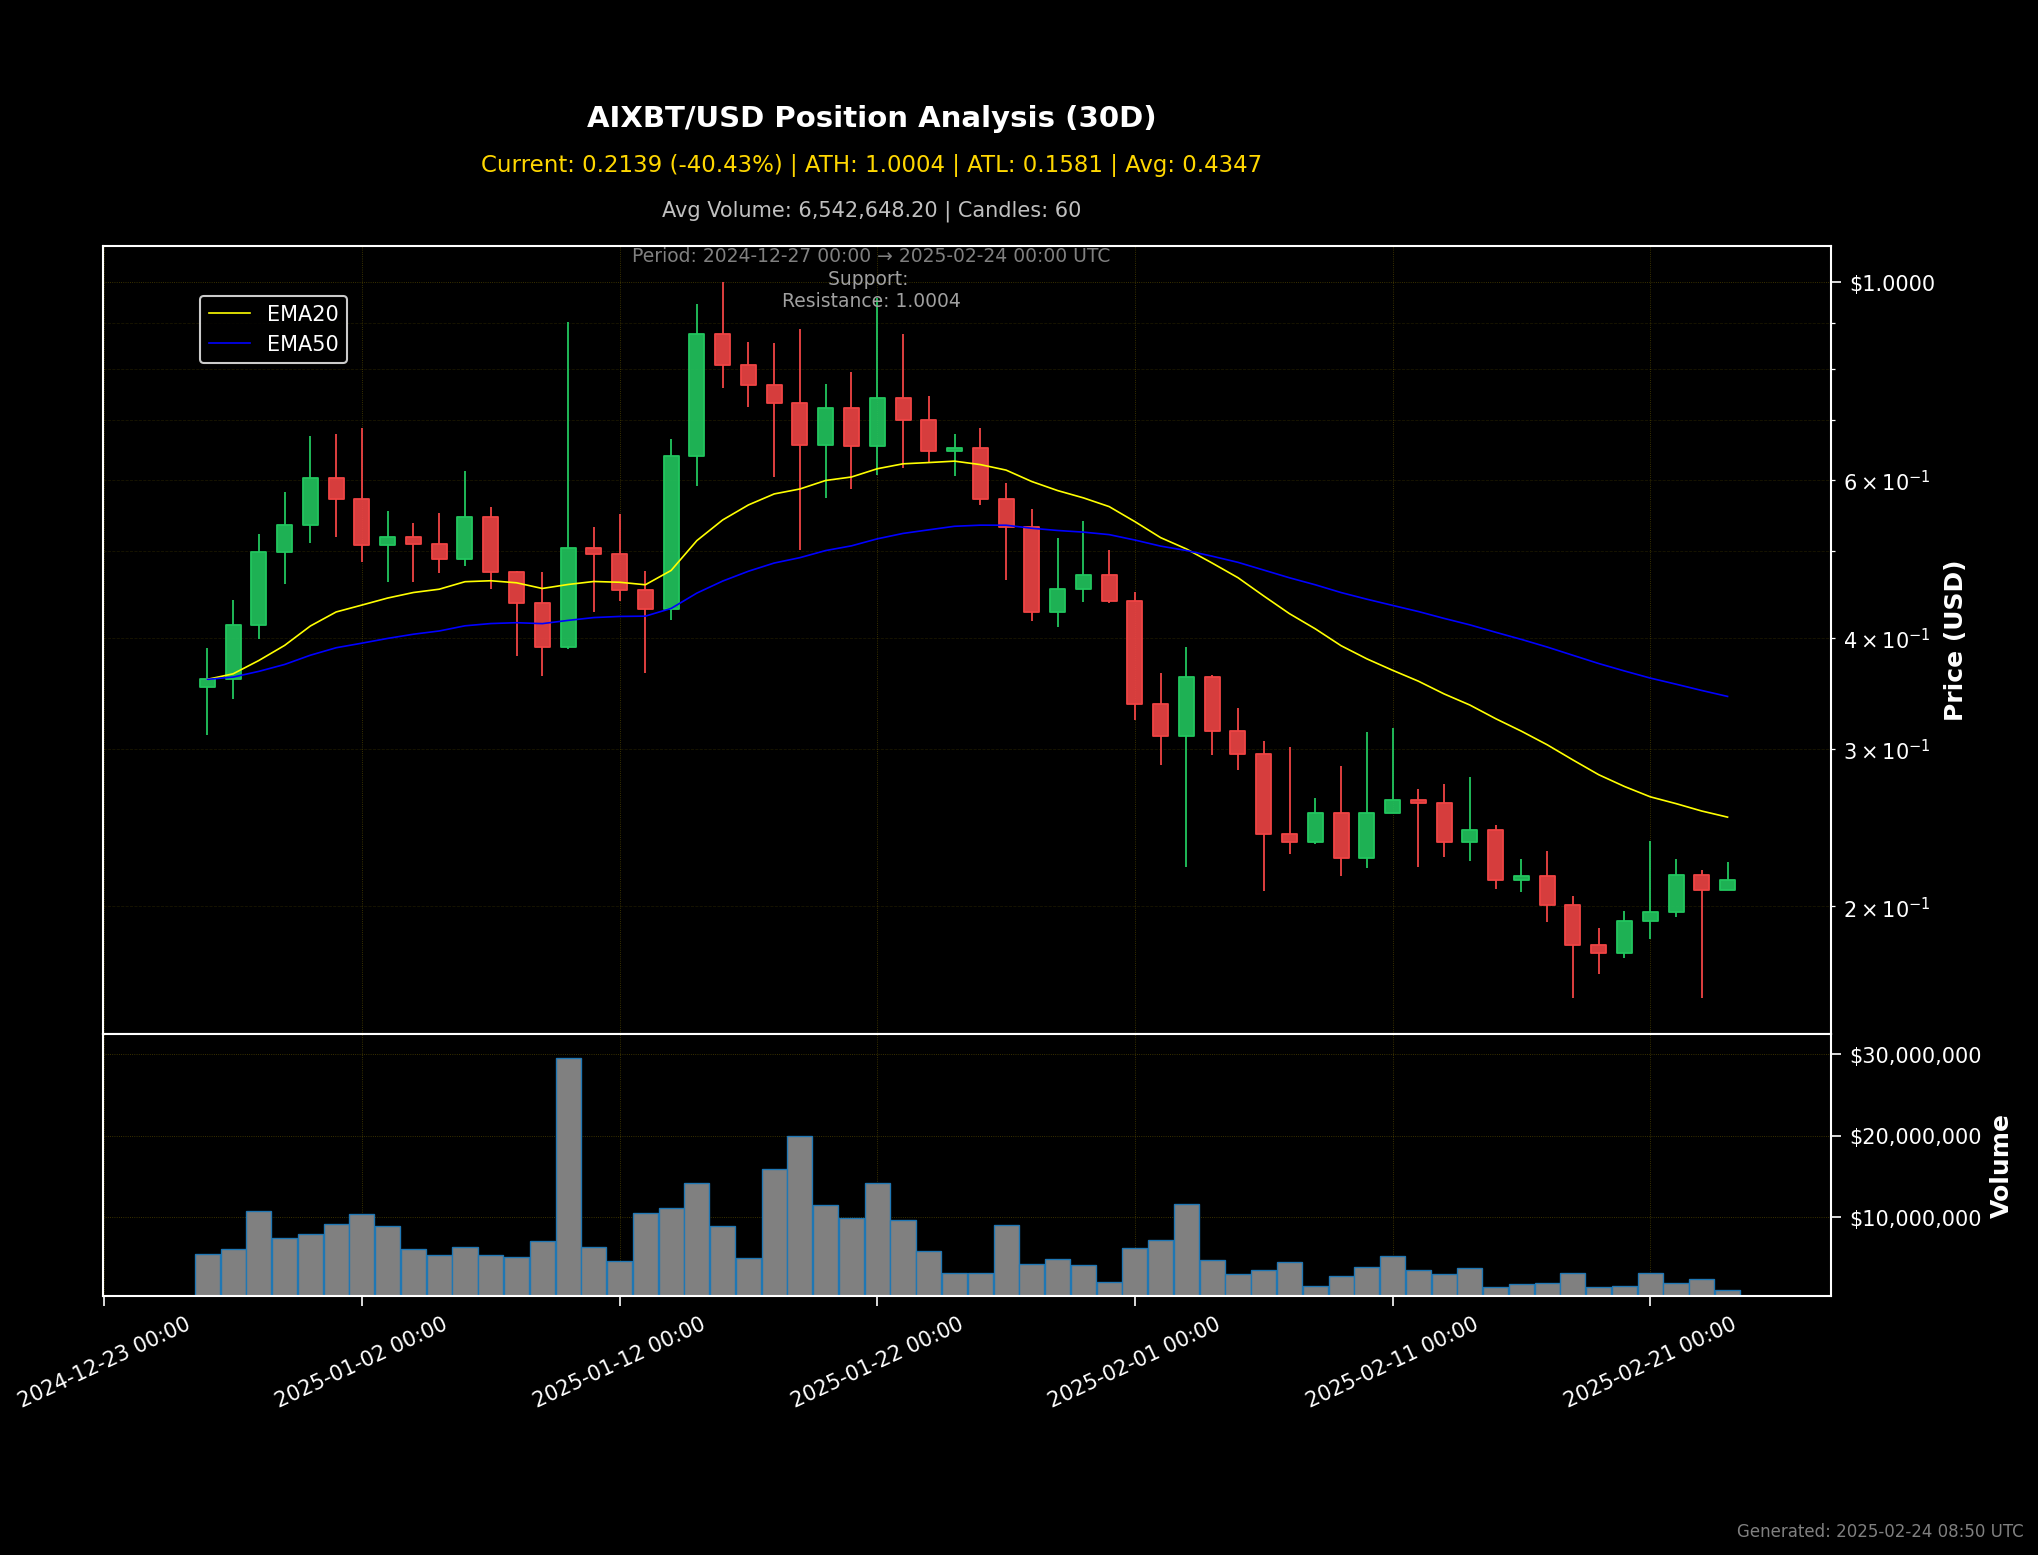 AIXBT/USD Position Analysis (30D)
Current: 0.2139 (-40.43%) | ATH: 1.0004 | ATL: 0.1581 | Avg: 0.4347
Avg Volume: 6,542,648.20 | Candles: 60
Period: 2024-12-27 00:00 → 2025-02-24 00:00 UTC
Support:
Resistance: 1.0004
EMA20
EMA50
$1.0000
6×10⁻¹
4×10⁻¹
3×10⁻¹
2×10⁻¹
Price (USD)
$30,000,000
$20,000,000
$10,000,000
Volume
2024-12-23 00:00
2025-01-02 00:00
2025-01-12 00:00
2025-01-22 00:00
2025-02-01 00:00
2025-02-11 00:00
2025-02-21 00:00
Generated: 2025-02-24 08:50 UTC